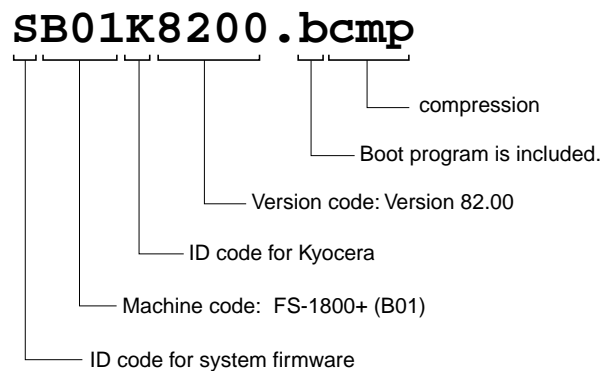 SB01K8200.bcmp
compression
Boot program is included.
Version code: Version 82.00
ID code for Kyocera
Machine code: FS-1800+ (B01)
ID code for system firmware